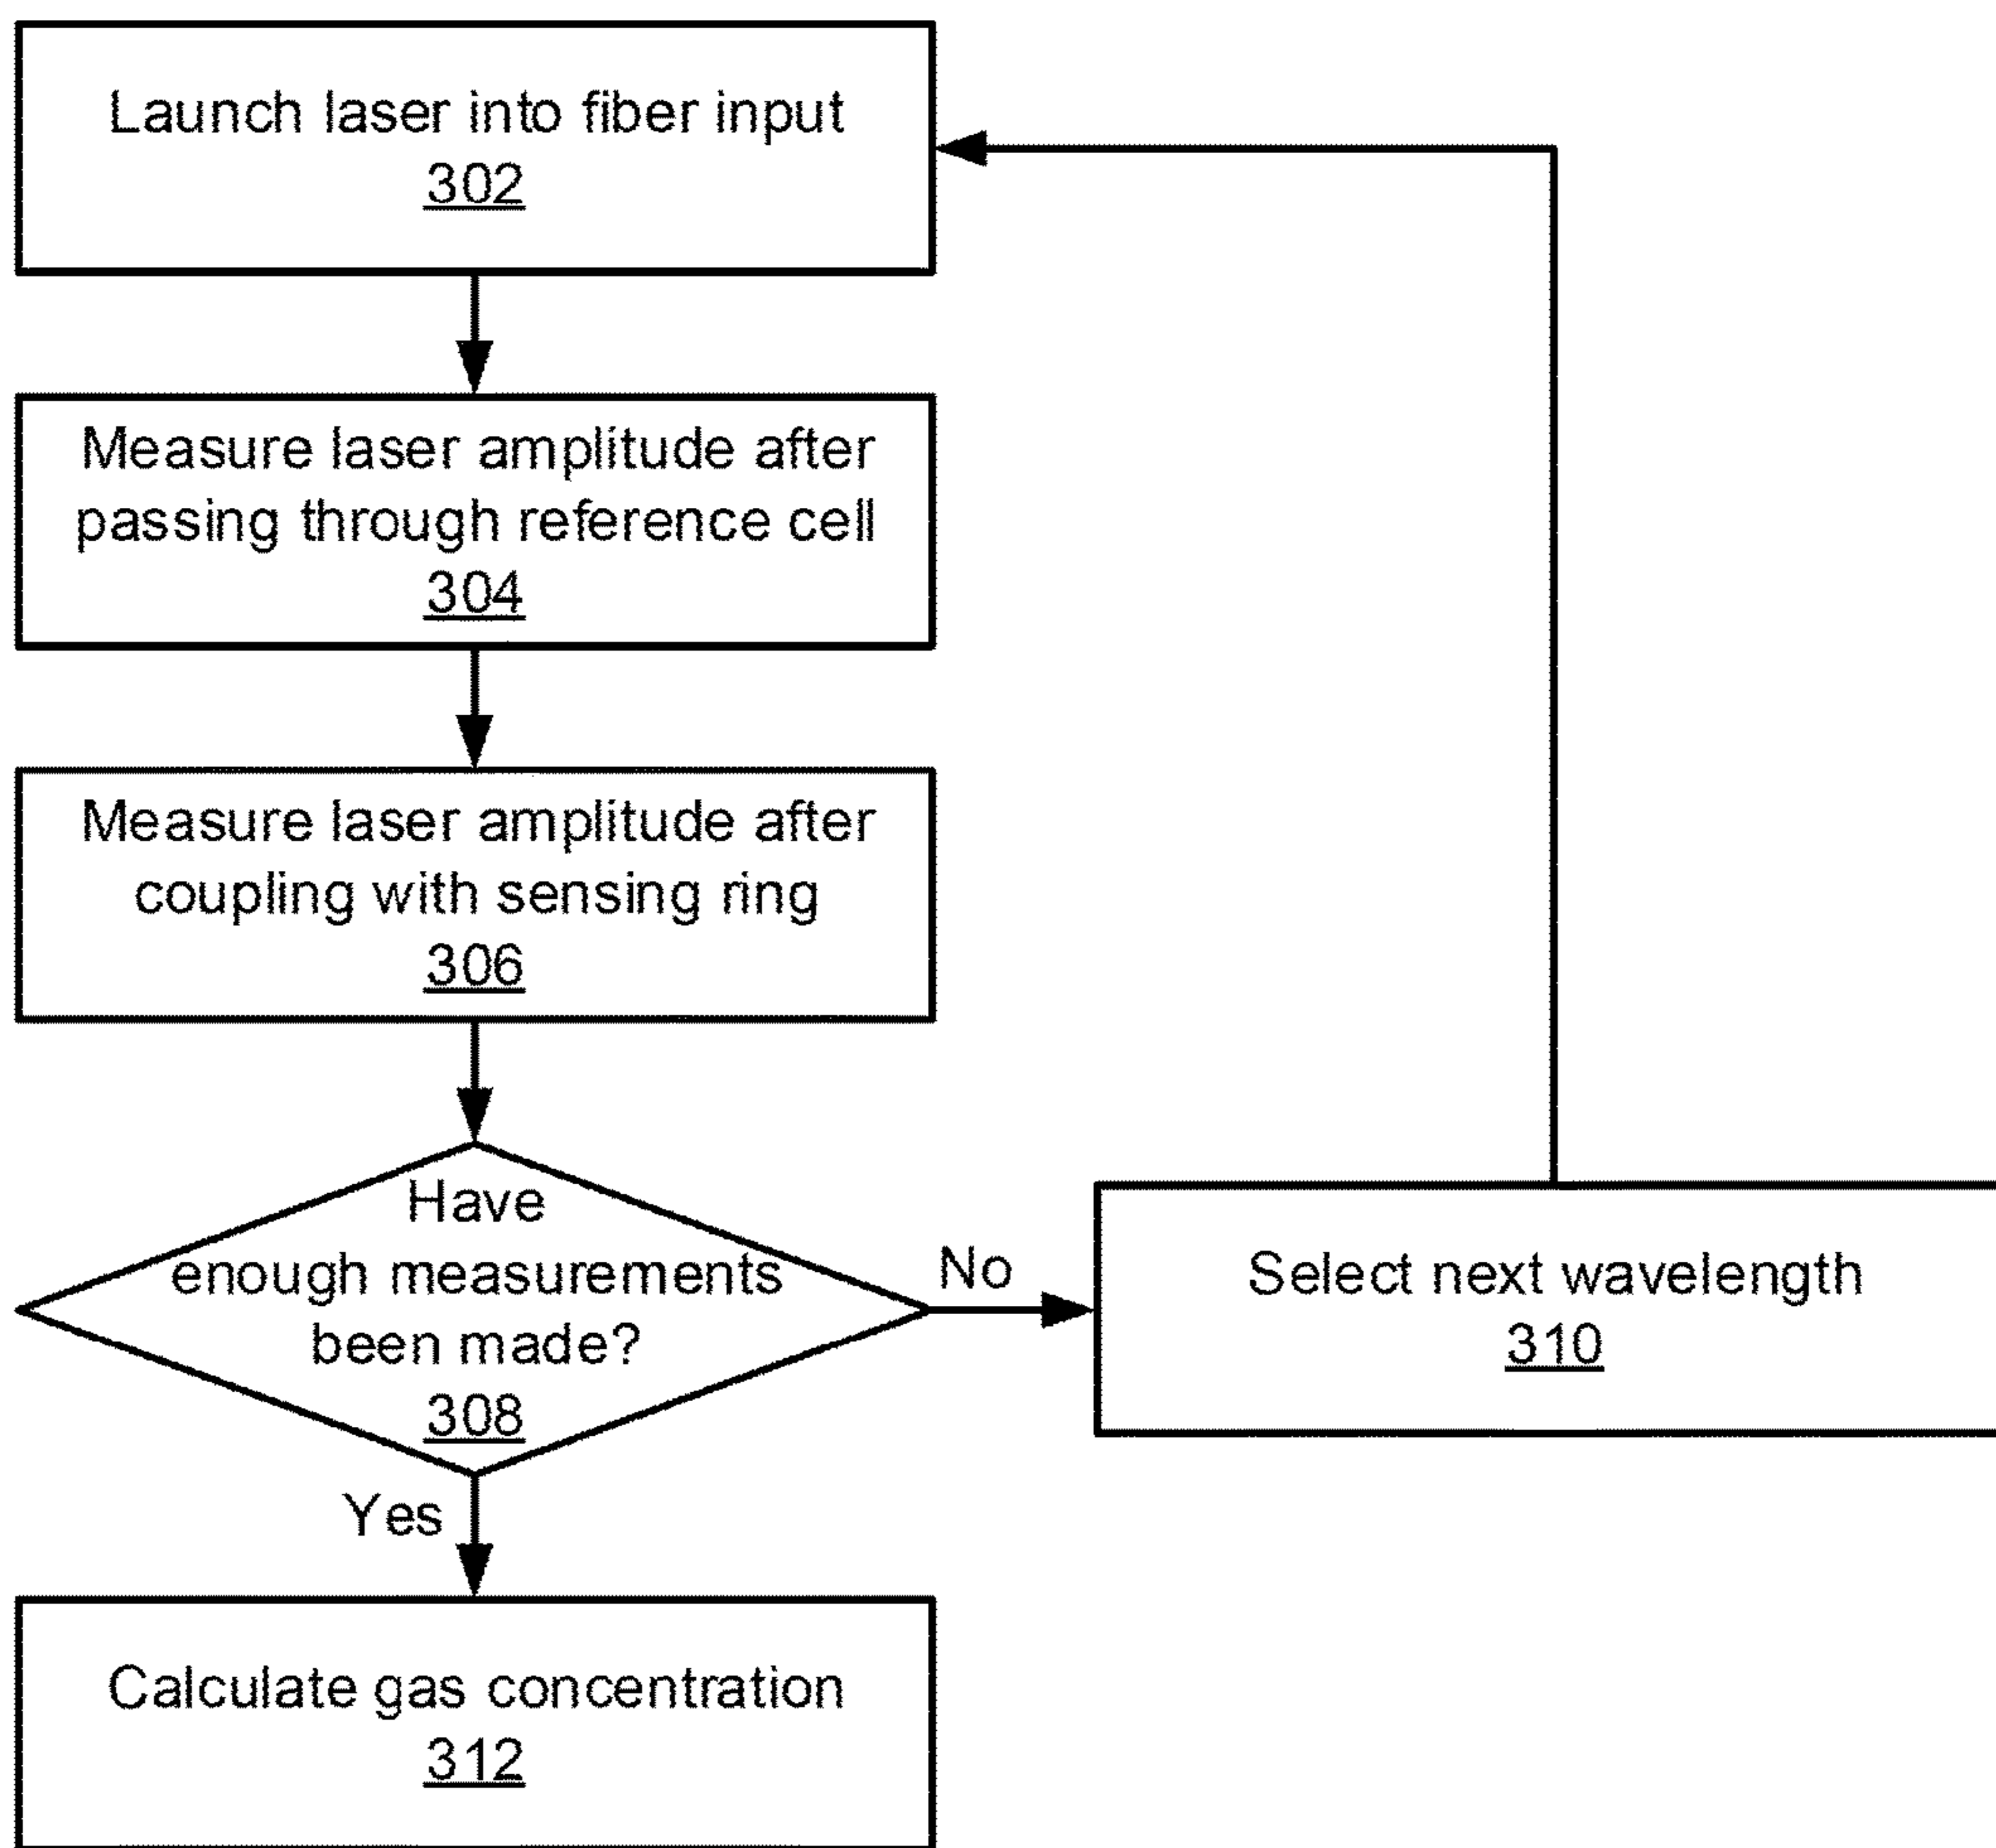 Launch laser into fiber input
302
Measure laser amplitude after
passing through reference cell
304
Measure laser amplitude after
coupling with sensing ring
306
Have
enough measurements
been made?
308
No
Select next wavelength
310
Yes
Calculate gas concentration
312